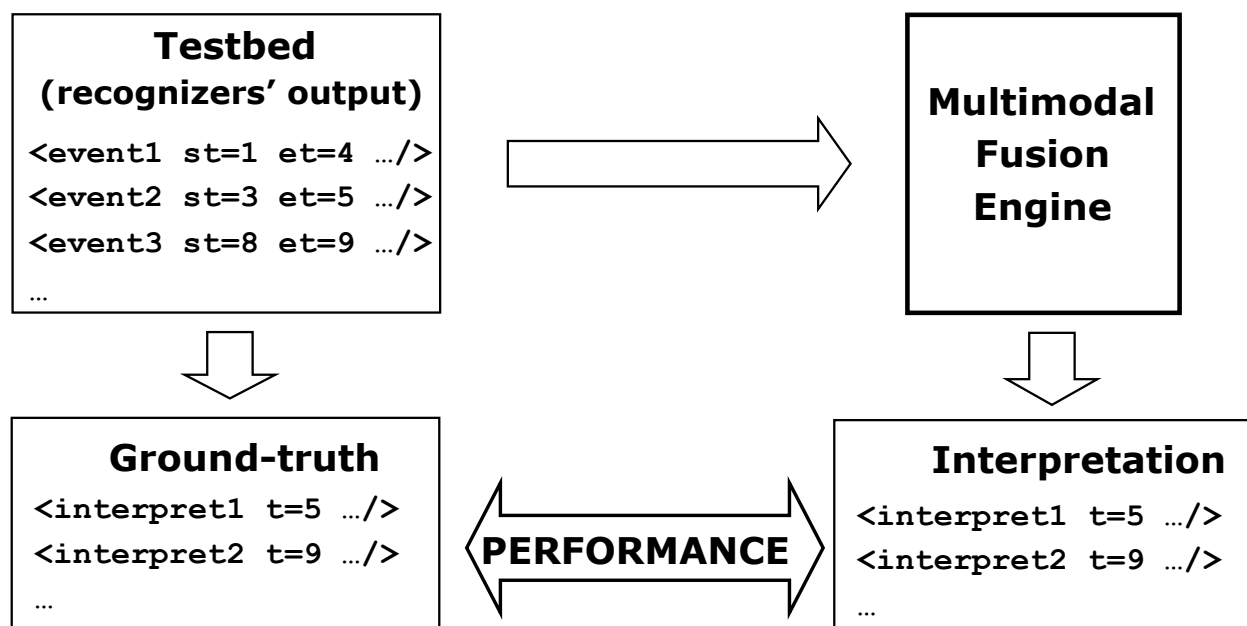 Testbed
(recognizers’ output)
<event1 st=1 et=4 …/>
<event2 st=3 et=5 …/>
<event3 st=8 et=9 …/>
…
Multimodal
Fusion
Engine
Ground-truth
<interpret1 t=5 …/>
<interpret2 t=9 …/>
…
PERFORMANCE
Interpretation
<interpret1 t=5 …/>
<interpret2 t=9 …/>
…